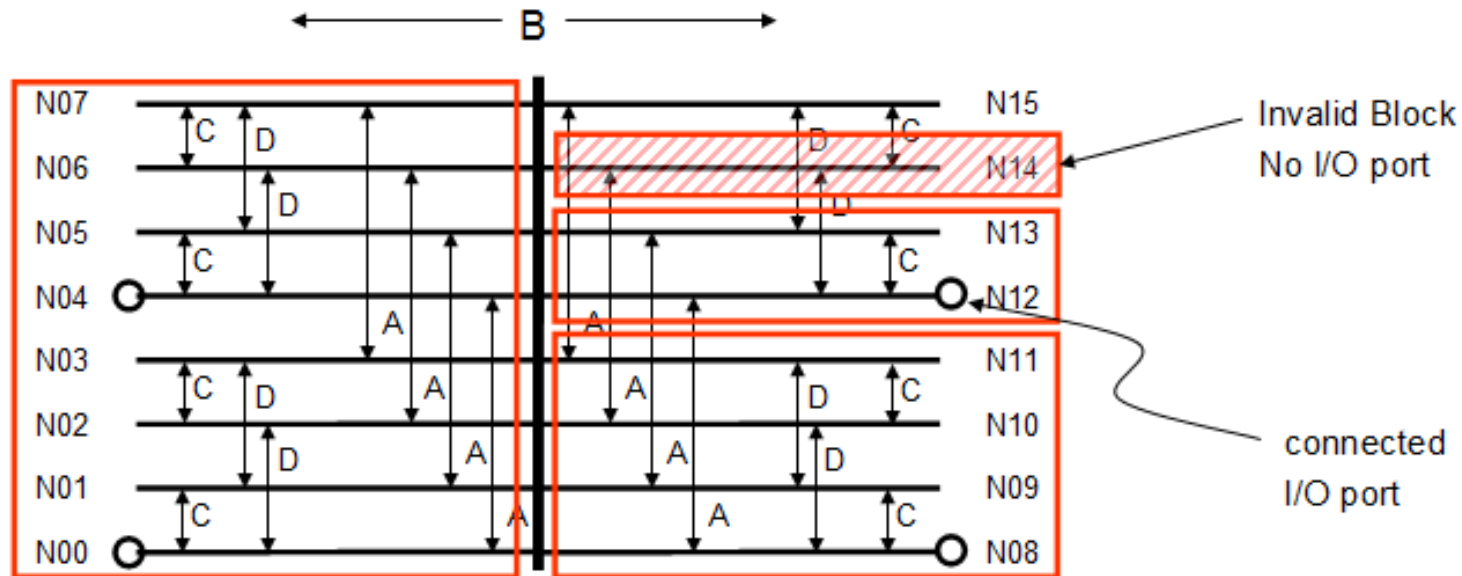 B
N07 C D N15
D C
Invalid Block
No I/O port
N06 N14
D D
N05 C N13
C
N04 N12
A A
N03 N11
C D A A D C
N02 N10
D A A D
connected
I/O port
N01 N09
C A A C
N00 N08